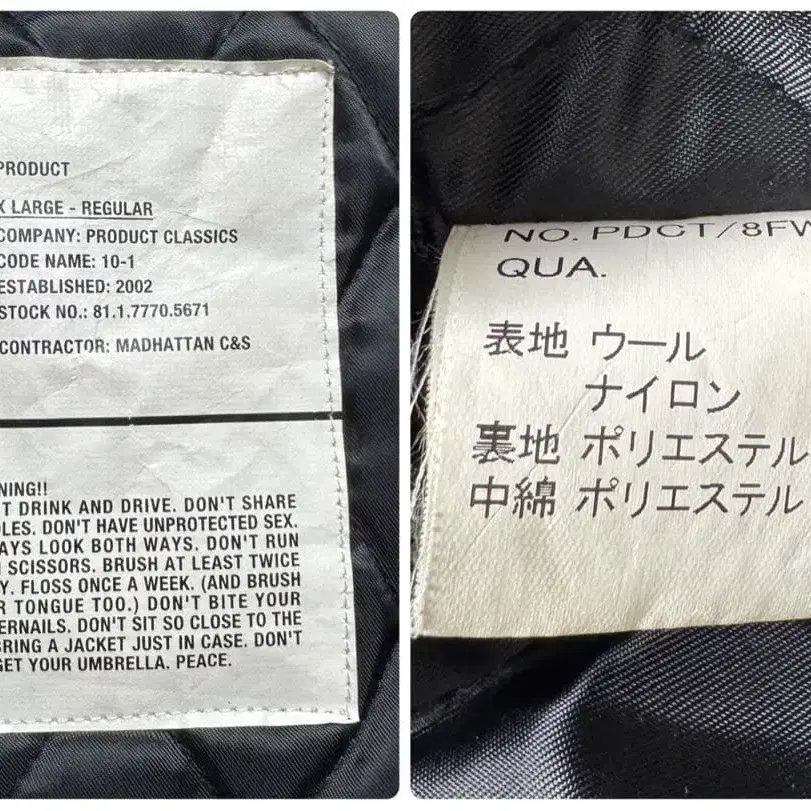 PRODUCT
X LARGE - REGULAR
COMPANY: PRODUCT CLASSICS
CODE NAME: 10-1
ESTABLISHED: 2002
STOCK NO.: 81.1.7770.5671
CONTRACTOR: MADHATTAN C&S
NING!!
T DRINK AND DRIVE. DON'T SHARE
LES. DON'T HAVE UNPROTECTED SEX.
AYS LOOK BOTH WAYS. DON'T RUN
SCISSORS. BRUSH AT LEAST TWICE
Y. FLOSS ONCE A WEEK. (AND BRUSH
R TONGUE TOO.) DON'T BITE YOUR
ERNAILS. DON'T SIT SO CLOSE TO THE
BRING A JACKET JUST IN CASE. DON'T
GET YOUR UMBRELLA. PEACE.
NO. PDCT/8FW
QUA.
表地 ウール
ナイロン
裏地 ポリエステル
中綿 ポリエステル